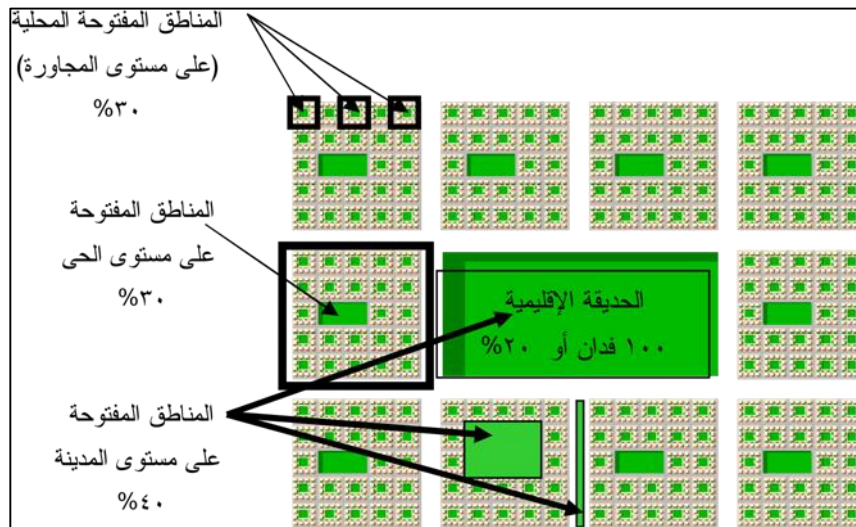 المناطق المفتوحة المحلية
(على مستوى المجاورة)
%٣٠
المناطق المفتوحة
على مستوى الحى
%٣٠
الحديقة الإقليمية
١٠٠ فدان أو ٢٠%
المناطق المفتوحة
على مستوى المدينة
%٤٠